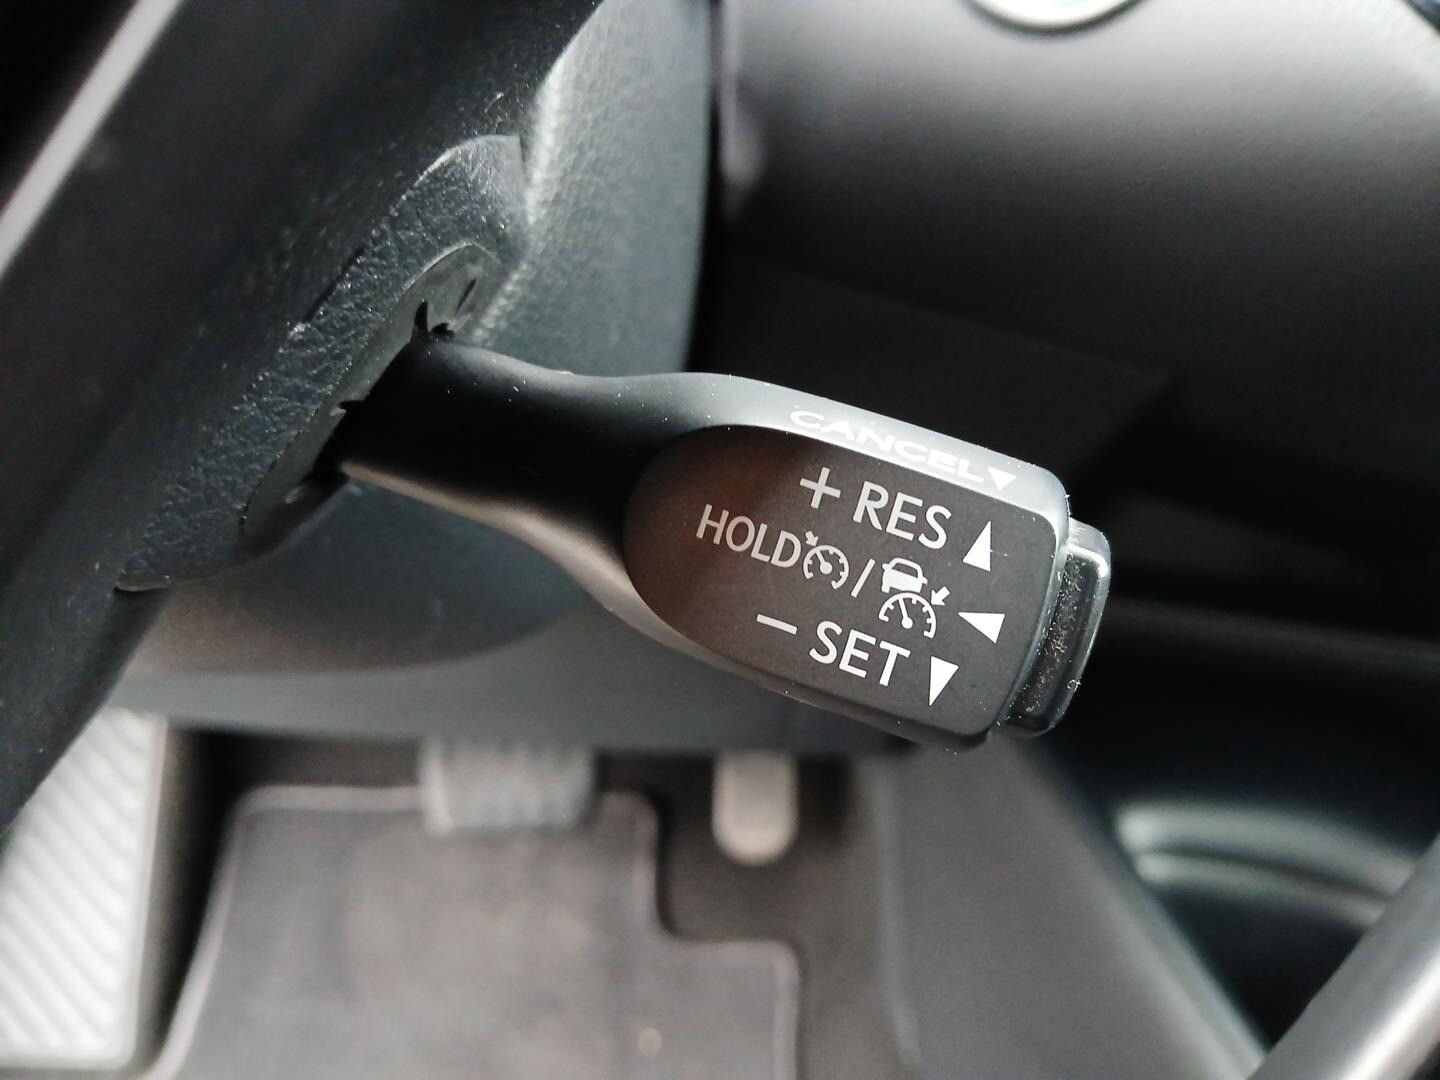 CANCEL▼
+ RES ▲
HOLD / ◀
− SET ▼